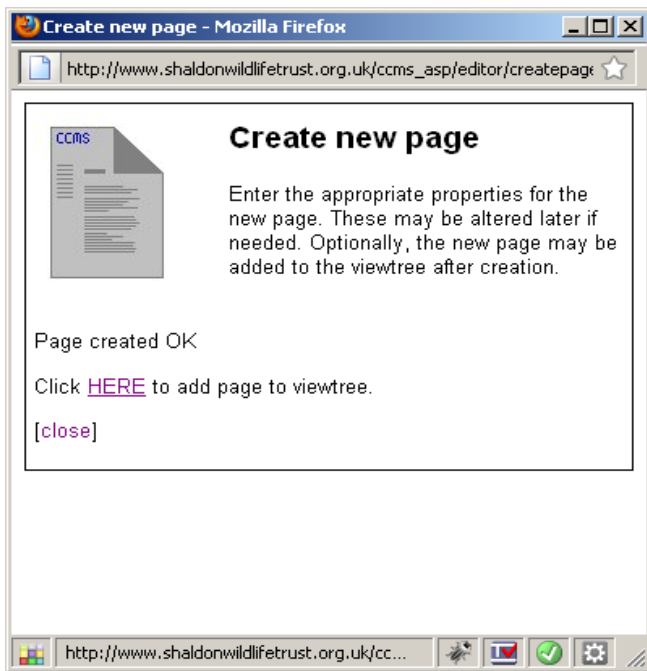 Create new page - Mozilla Firefox
http://www.shaldonwildlifetrust.org.uk/ccms_asp/editor/createpage
CCMS
Create new page
Enter the appropriate properties for the
new page. These may be altered later if
needed. Optionally, the new page may be
added to the viewtree after creation.
Page created OK
Click HERE to add page to viewtree.
[close]
http://www.shaldonwildlifetrust.org.uk/cc...